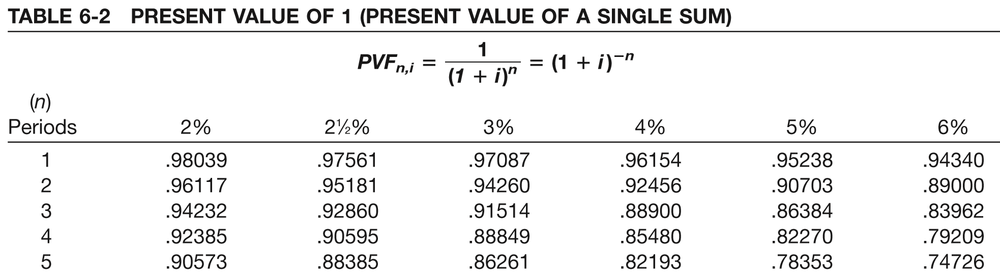 TABLE 6-2 PRESENT VALUE OF 1 (PRESENT VALUE OF A SINGLE SUM)
PVFn,i = 1 / (1 + i)^n = (1 + i)^−n
(n)
Periods 2% 2½% 3% 4% 5% 6%
1 .98039 .97561 .97087 .96154 .95238 .94340
2 .96117 .95181 .94260 .92456 .90703 .89000
3 .94232 .92860 .91514 .88900 .86384 .83962
4 .92385 .90595 .88849 .85480 .82270 .79209
5 .90573 .88385 .86261 .82193 .78353 .74726